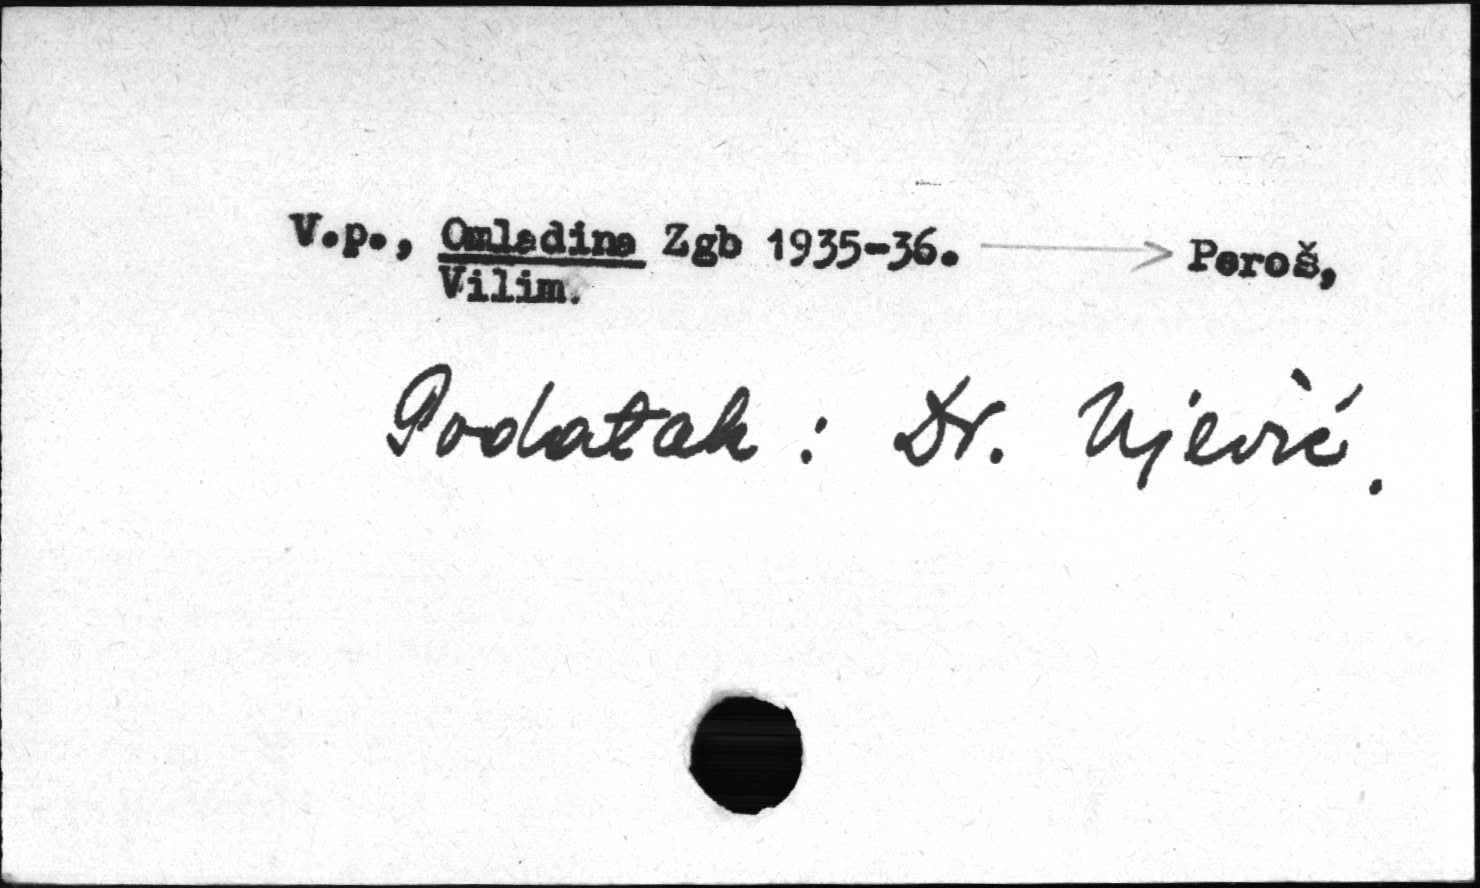 V.p., Omladina Zgb 1935-36. → Peroš,
Vilim.
Podatak : Dr. Ujević.